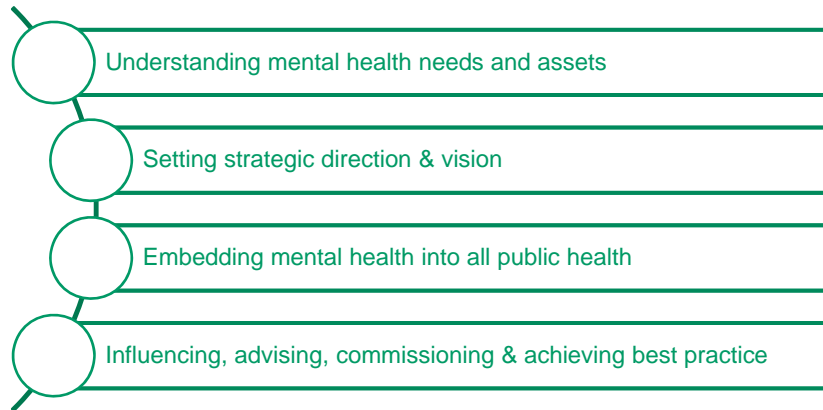 Understanding mental health needs and assets
Setting strategic direction & vision
Embedding mental health into all public health
Influencing, advising, commissioning & achieving best practice